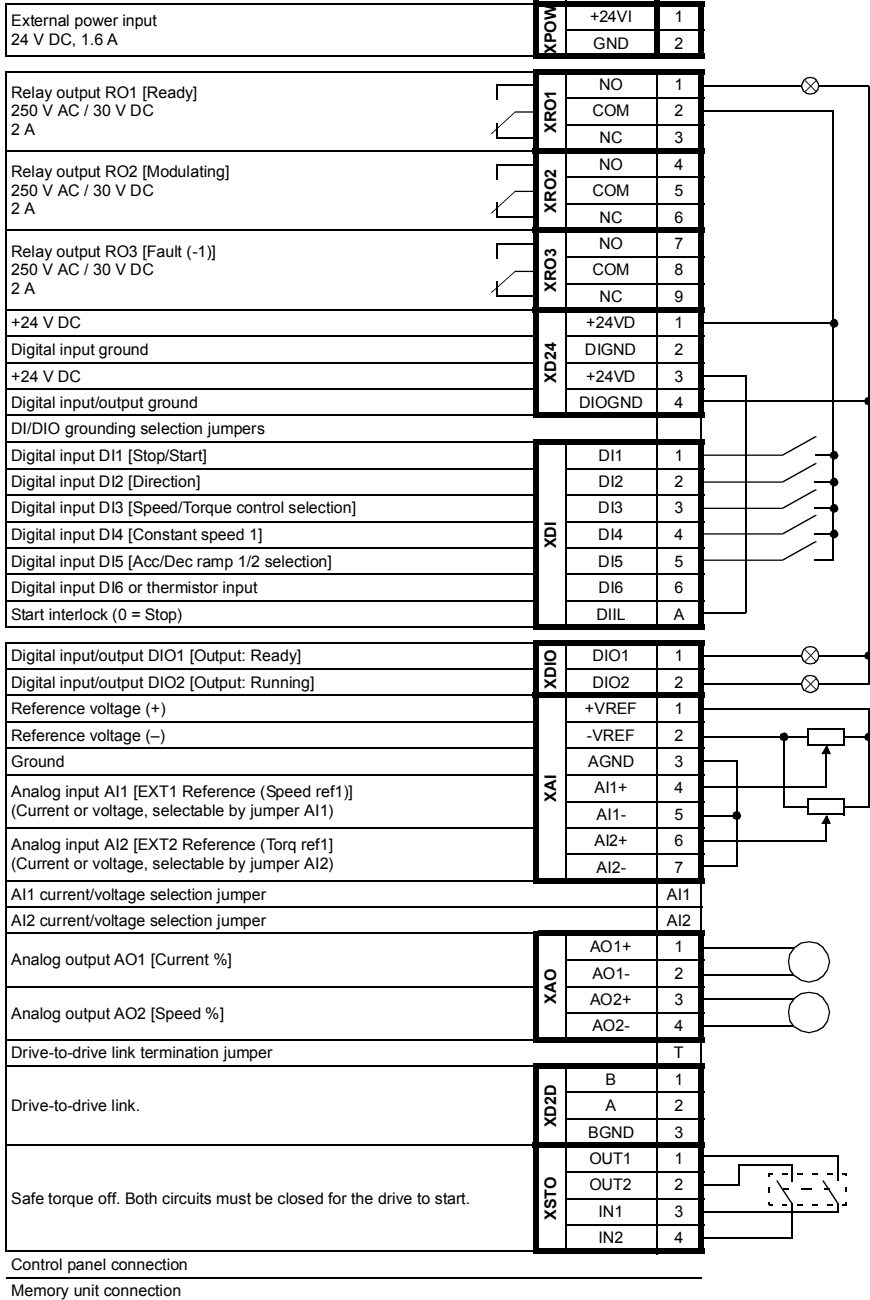 External power input
24 V DC, 1.6 A
XPOW
+24VI 1
GND 2
Relay output RO1 [Ready]
250 V AC / 30 V DC
2 A
XRO1
NO 1
COM 2
NC 3
Relay output RO2 [Modulating]
250 V AC / 30 V DC
2 A
XRO2
NO 4
COM 5
NC 6
Relay output RO3 [Fault (-1)]
250 V AC / 30 V DC
2 A
XRO3
NO 7
COM 8
NC 9
XD24
+24 V DC +24VD 1
Digital input ground DIGND 2
+24 V DC +24VD 3
Digital input/output ground DIOGND 4
DI/DIO grounding selection jumpers
XDI
Digital input DI1 [Stop/Start] DI1 1
Digital input DI2 [Direction] DI2 2
Digital input DI3 [Speed/Torque control selection] DI3 3
Digital input DI4 [Constant speed 1] DI4 4
Digital input DI5 [Acc/Dec ramp 1/2 selection] DI5 5
Digital input DI6 or thermistor input DI6 6
Start interlock (0 = Stop) DIIL A
XDIO
Digital input/output DIO1 [Output: Ready] DIO1 1
Digital input/output DIO2 [Output: Running] DIO2 2
XAI
Reference voltage (+) +VREF 1
Reference voltage (–) -VREF 2
Ground AGND 3
Analog input AI1 [EXT1 Reference (Speed ref1)]
(Current or voltage, selectable by jumper AI1)
AI1+ 4
AI1- 5
Analog input AI2 [EXT2 Reference (Torq ref1]
(Current or voltage, selectable by jumper AI2)
AI2+ 6
AI2- 7
AI1 current/voltage selection jumper AI1
AI2 current/voltage selection jumper AI2
Analog output AO1 [Current %]
XAO
AO1+ 1
AO1- 2
Analog output AO2 [Speed %]
AO2+ 3
AO2- 4
Drive-to-drive link termination jumper T
Drive-to-drive link.
XD2D
B 1
A 2
BGND 3
Safe torque off. Both circuits must be closed for the drive to start.
XSTO
OUT1 1
OUT2 2
IN1 3
IN2 4
Control panel connection
Memory unit connection